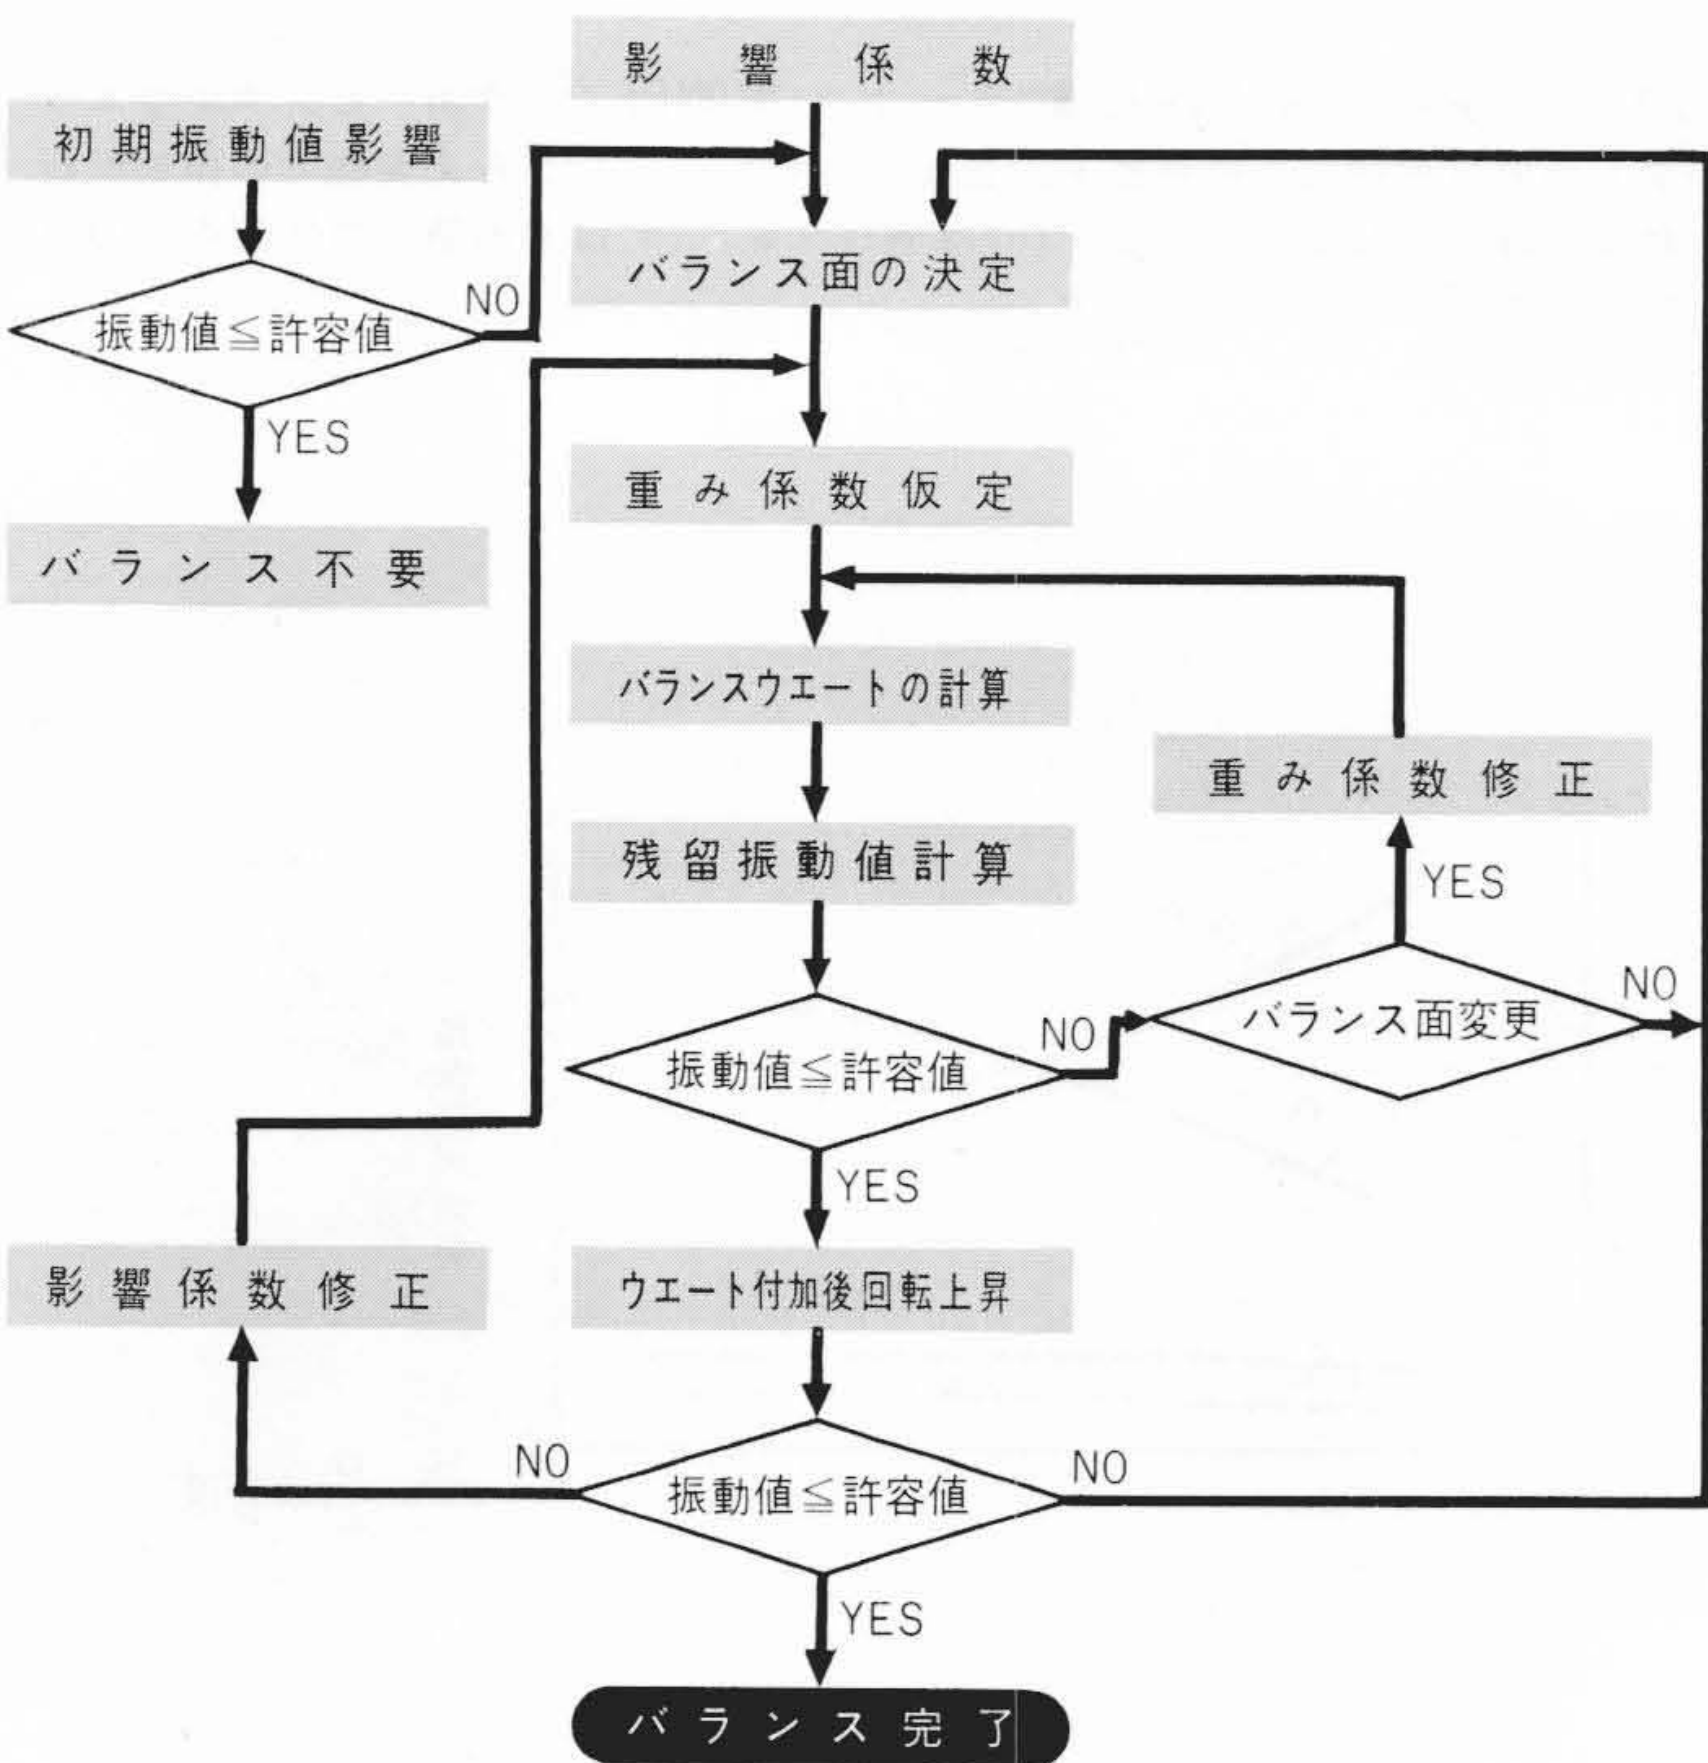 影響係数
初期振動値影響
バランス面の決定
NO
振動値≦許容値
YES
重み係数仮定
バランス不要
バランスウエートの計算
重み係数修正
残留振動値計算
YES
NO
バランス面変更
NO
振動値≦許容値
YES
影響係数修正
ウエート付加後回転上昇
NO
NO
振動値≦許容値
YES
バランス完了